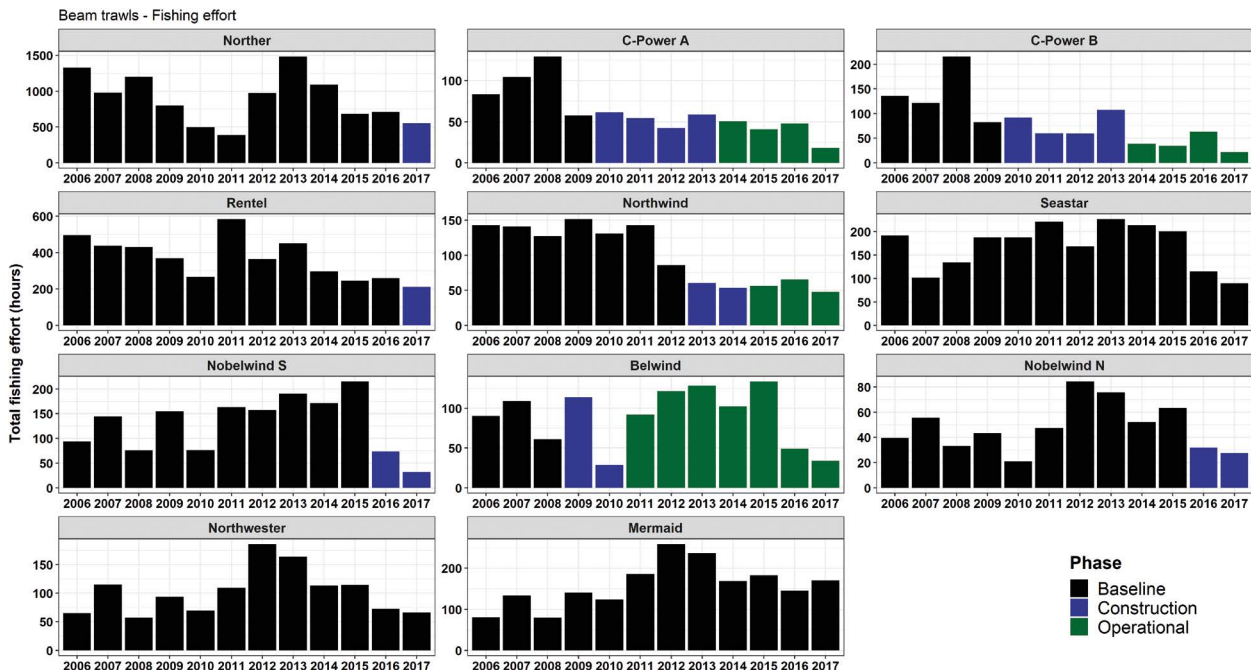 Beam trawls - Fishing effort
Total fishing effort (hours)
Norther
1500
1000
500
0
2006 2007 2008 2009 2010 2011 2012 2013 2014 2015 2016 2017
C-Power A
100
50
0
2006 2007 2008 2009 2010 2011 2012 2013 2014 2015 2016 2017
C-Power B
200
150
100
50
0
2006 2007 2008 2009 2010 2011 2012 2013 2014 2015 2016 2017
Rentel
600
400
200
0
2006 2007 2008 2009 2010 2011 2012 2013 2014 2015 2016 2017
Northwind
150
100
50
0
2006 2007 2008 2009 2010 2011 2012 2013 2014 2015 2016 2017
Seastar
200
150
100
50
0
2006 2007 2008 2009 2010 2011 2012 2013 2014 2015 2016 2017
Nobelwind S
200
150
100
50
0
2006 2007 2008 2009 2010 2011 2012 2013 2014 2015 2016 2017
Belwind
100
50
0
2006 2007 2008 2009 2010 2011 2012 2013 2014 2015 2016 2017
Nobelwind N
80
60
40
20
0
2006 2007 2008 2009 2010 2011 2012 2013 2014 2015 2016 2017
Northwester
150
100
50
0
2006 2007 2008 2009 2010 2011 2012 2013 2014 2015 2016 2017
Mermaid
200
100
0
2006 2007 2008 2009 2010 2011 2012 2013 2014 2015 2016 2017
Phase
Baseline
Construction
Operational